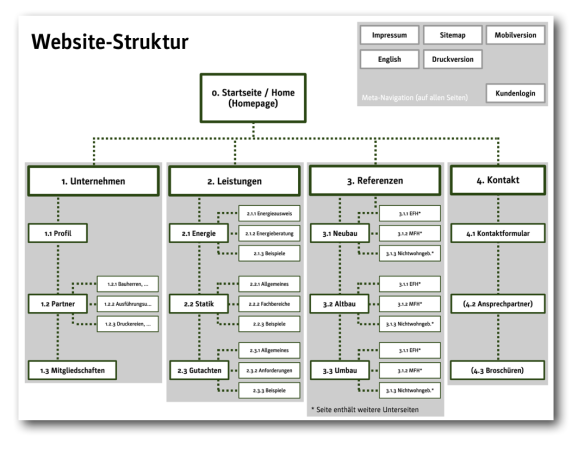 Website-Struktur
Impressum
Sitemap
Mobilversion
English
Druckversion
Meta-Navigation (auf allen Seiten)
Kundenlogin
0. Startseite / Home
(Homepage)
1. Unternehmen
1.1 Profil
1.2 Partner
1.2.1 Bauherren, ...
1.2.2 Ausführungsu...
1.2.3 Druckereien, ...
1.3 Mitgliedschaften
2. Leistungen
2.1 Energie
2.1.1 Energieausweis
2.1.2 Energieberatung
2.1.3 Beispiele
2.2 Statik
2.2.1 Allgemeines
2.2.2 Fachbereiche
2.2.3 Beispiele
2.3 Gutachten
2.3.1 Allgemeines
2.3.2 Anforderungen
2.3.3 Beispiele
3. Referenzen
3.1 Neubau
3.1.1 EFH*
3.1.2 MFH*
3.1.3 Nichtwohngeb.*
3.2 Altbau
3.1.1 EFH*
3.1.2 MFH*
3.1.3 Nichtwohngeb.*
3.3 Umbau
3.1.1 EFH*
3.1.2 MFH*
3.1.3 Nichtwohngeb.*
* Seite enthält weitere Unterseiten
4. Kontakt
4.1 Kontaktformular
(4.2 Ansprechpartner)
(4.3 Broschüren)